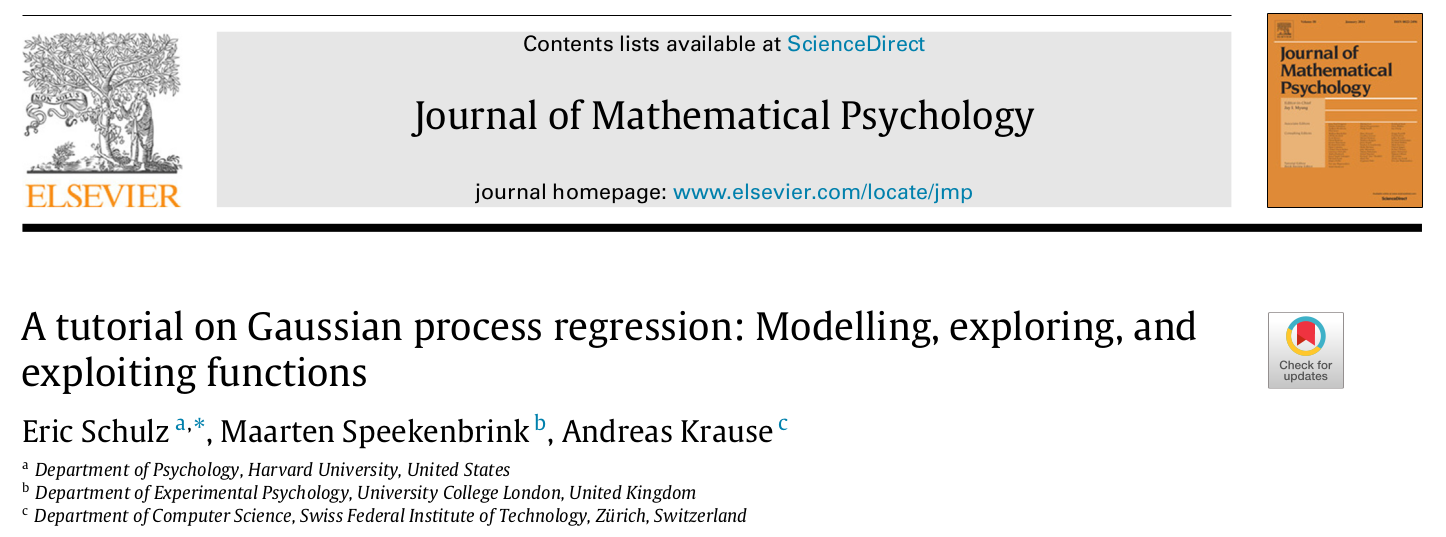 Contents lists available at ScienceDirect
Journal of Mathematical Psychology
journal homepage: www.elsevier.com/locate/jmp
ELSEVIER
Journal of
Mathematical
Psychology
A tutorial on Gaussian process regression: Modelling, exploring, and
exploiting functions
Check for
updates
Eric Schulz a,*, Maarten Speekenbrink b, Andreas Krause c
a Department of Psychology, Harvard University, United States
b Department of Experimental Psychology, University College London, United Kingdom
c Department of Computer Science, Swiss Federal Institute of Technology, Zürich, Switzerland